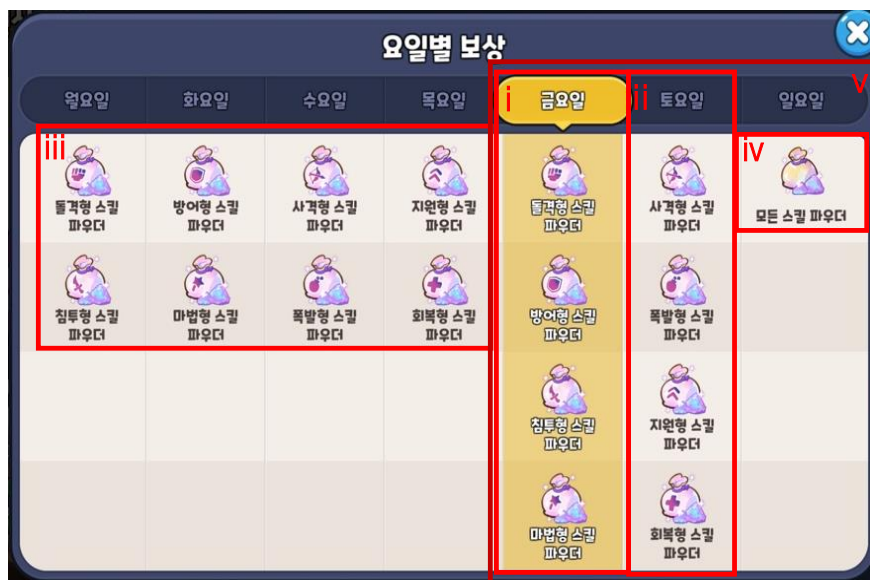 요일별 보상
월요일
화요일
수요일
목요일
i
금요일
ii
토요일
일요일
v
iii
돌격형 스킬
파우더
방어형 스킬
파우더
사격형 스킬
파우더
지원형 스킬
파우더
돌격형 스킬
파우더
사격형 스킬
파우더
iv
모든 스킬 파우더
침투형 스킬
파우더
마법형 스킬
파우더
폭발형 스킬
파우더
회복형 스킬
파우더
방어형 스킬
파우더
폭발형 스킬
파우더
침투형 스킬
파우더
지원형 스킬
파우더
마법형 스킬
파우더
회복형 스킬
파우더